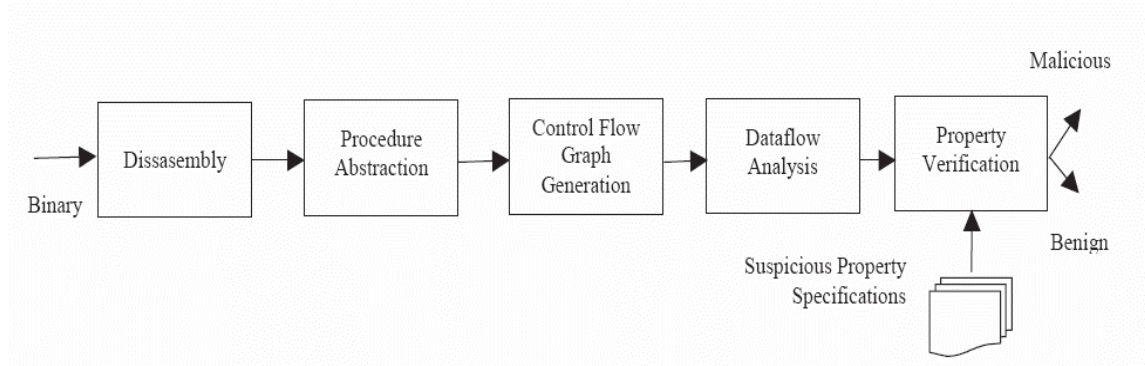 Malicious
Dissasembly
Procedure
Abstraction
Control Flow
Graph
Generation
Dataflow
Analysis
Property
Verification
Binary
Benign
Suspicious Property
Specifications